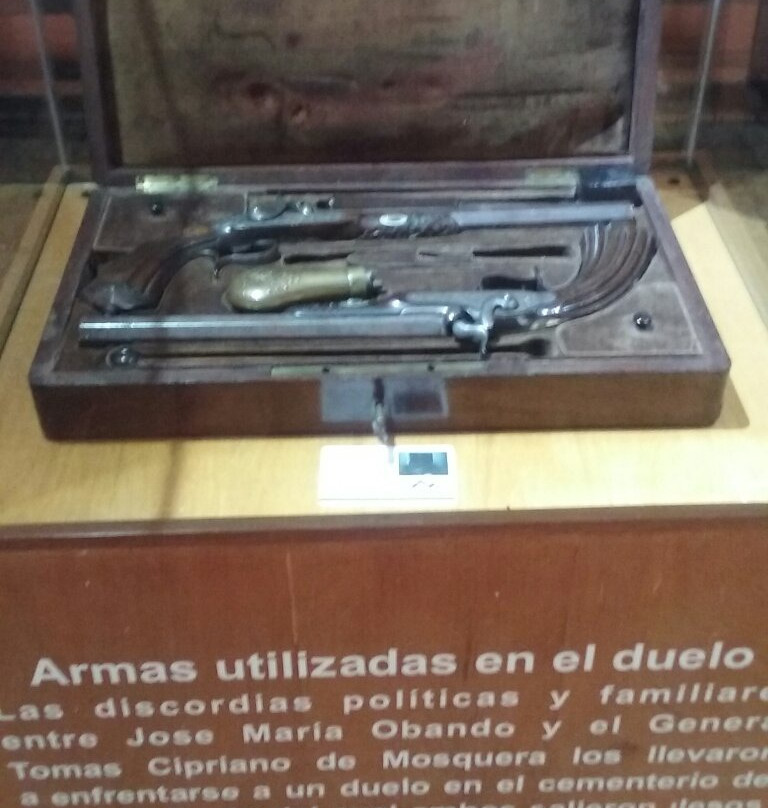 Armas utilizadas en el duelo
Las discordias políticas y familiare
entre Jose María Obando y el Genera
Tomas Cipriano de Mosquera los llevaron
a enfrentarse a un duelo en el cementerio de